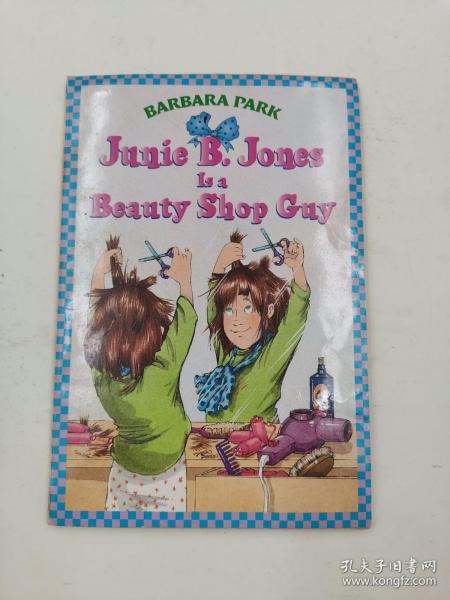 BARBARA PARK
Junie B. Jones
Is a
Beauty Shop Guy
孔夫子旧书网
www.kongfz.com